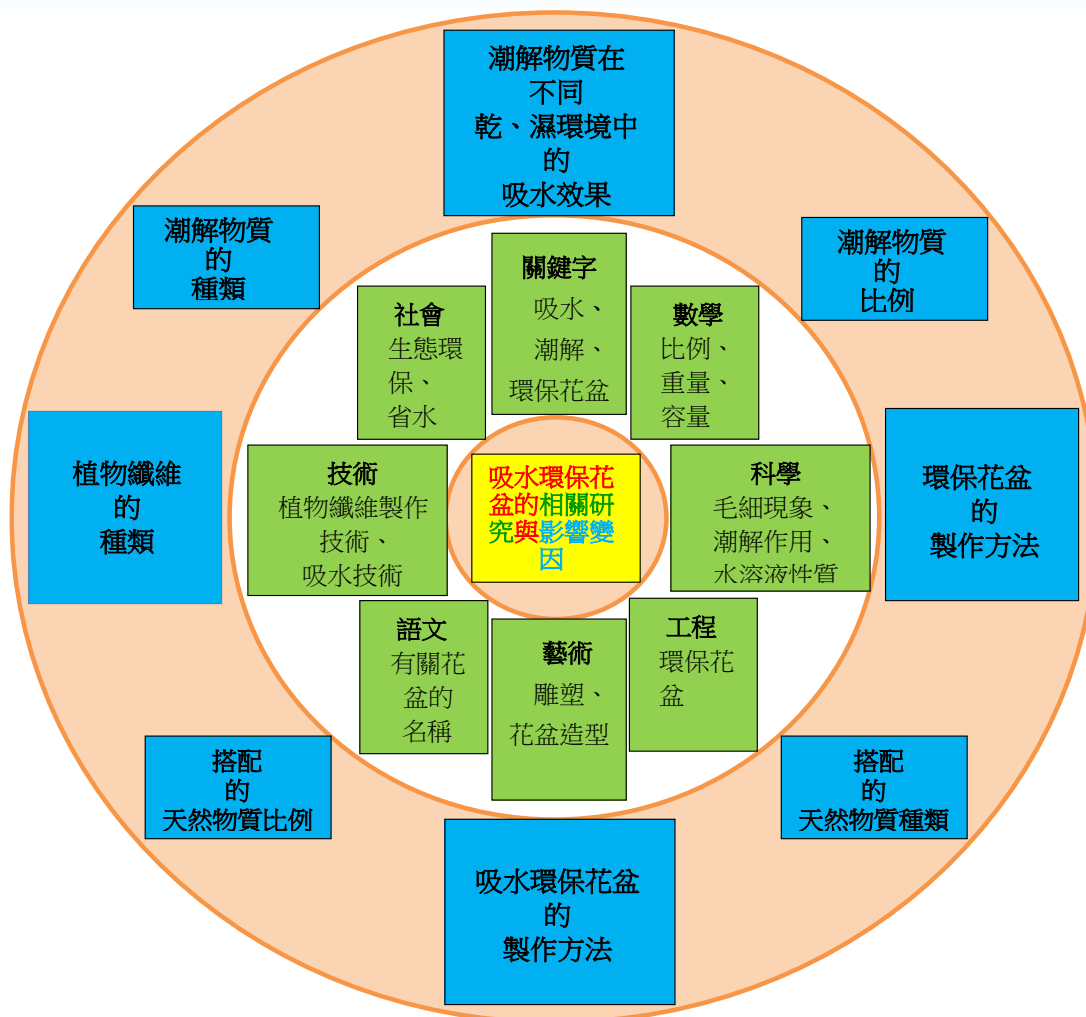 潮解物質在
不同
乾、濕環境中
的
吸水效果
潮解物質
的
種類
潮解物質
的
比例
關鍵字
吸水、
潮解、
環保花盆
社會
生態環
保、
省水
數學
比例、
重量、
容量
植物纖維
的
種類
技術
植物纖維製作
技術、
吸水技術
吸水環保花
盆的相關研
究與影響變
因
科學
毛細現象、
潮解作用、
水溶液性質
環保花盆
的
製作方法
語文
有關花
盆的
名稱
藝術
雕塑、
花盆造型
工程
環保花
盆
搭配
的
天然物質比例
搭配
的
天然物質種類
吸水環保花盆
的
製作方法